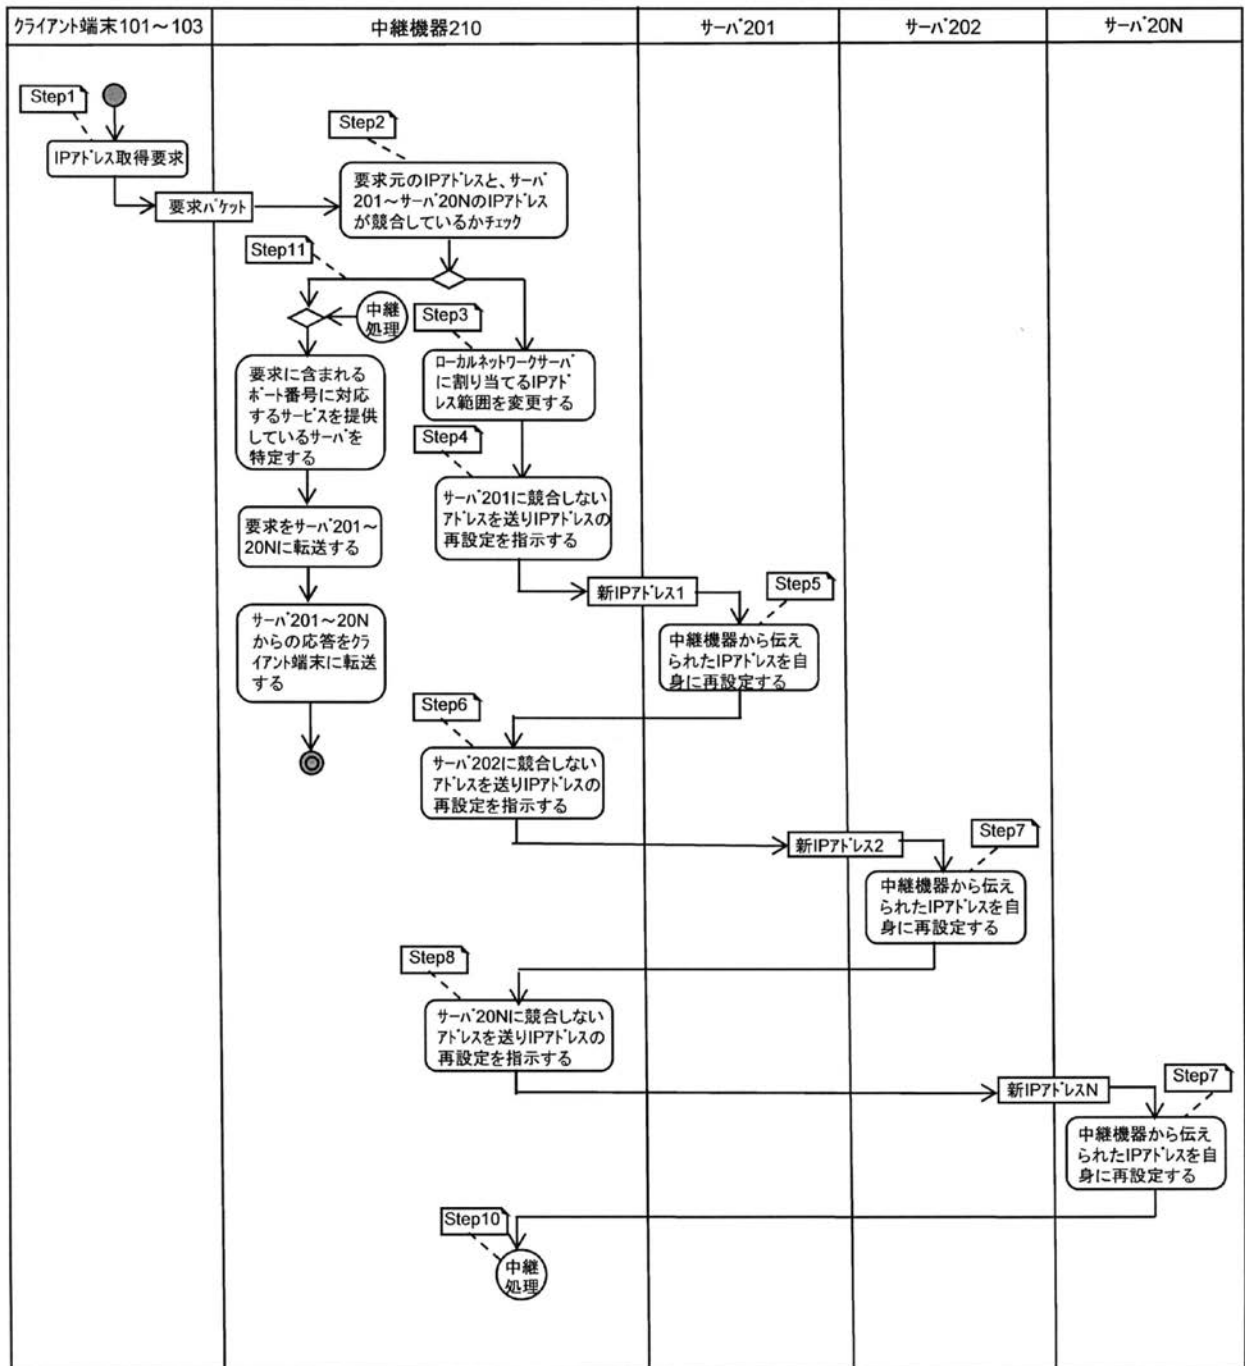 クライアント端末101～103
中継機器210
サーバ201
サーバ202
サーバ20N
Step1
IPアドレス取得要求
要求パケット
Step2
要求元のIPアドレスと、サーバ
201～サーバ20NのIPアドレス
が競合しているかチェック
Step11
中継
処理
要求に含まれる
ポート番号に対応
するサービスを提供
しているサーバを
特定する
要求をサーバ201～
20Nに転送する
サーバ201～20N
からの応答をクラ
イアント端末に転送
する
Step3
ローカルネットワークサーバ
に割り当てるIPアド
レス範囲を変更する
Step4
サーバ201に競合しない
アドレスを送りIPアドレスの
再設定を指示する
新IPアドレス1
Step5
中継機器から伝え
られたIPアドレスを自
身に再設定する
Step6
サーバ202に競合しない
アドレスを送りIPアドレスの
再設定を指示する
新IPアドレス2
Step7
中継機器から伝え
られたIPアドレスを自
身に再設定する
Step8
サーバ20Nに競合しない
アドレスを送りIPアドレスの
再設定を指示する
新IPアドレスN
Step7
中継機器から伝え
られたIPアドレスを自
身に再設定する
Step10
中継
処理